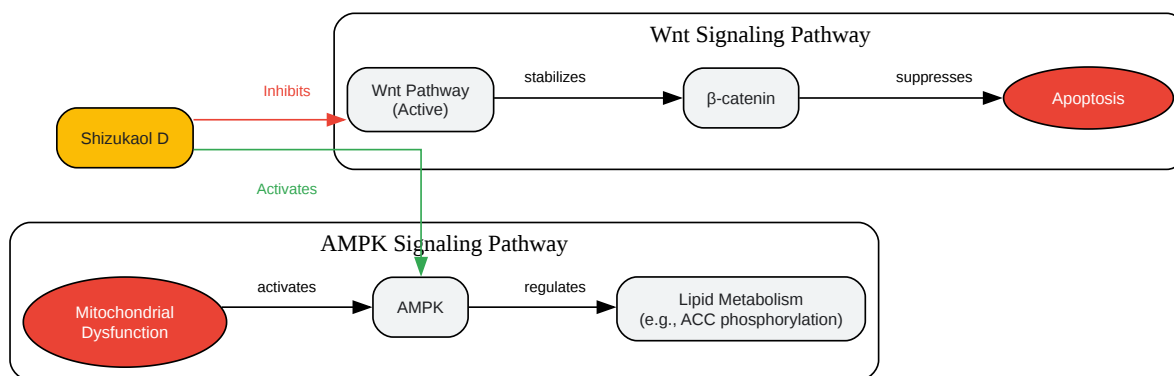 Wnt Signaling Pathway
Inhibits
Wnt Pathway
(Active)
stabilizes
β-catenin
suppresses
Apoptosis
Shizukaol D
Activates
AMPK Signaling Pathway
Mitochondrial
Dysfunction
activates
AMPK
regulates
Lipid Metabolism
(e.g., ACC phosphorylation)